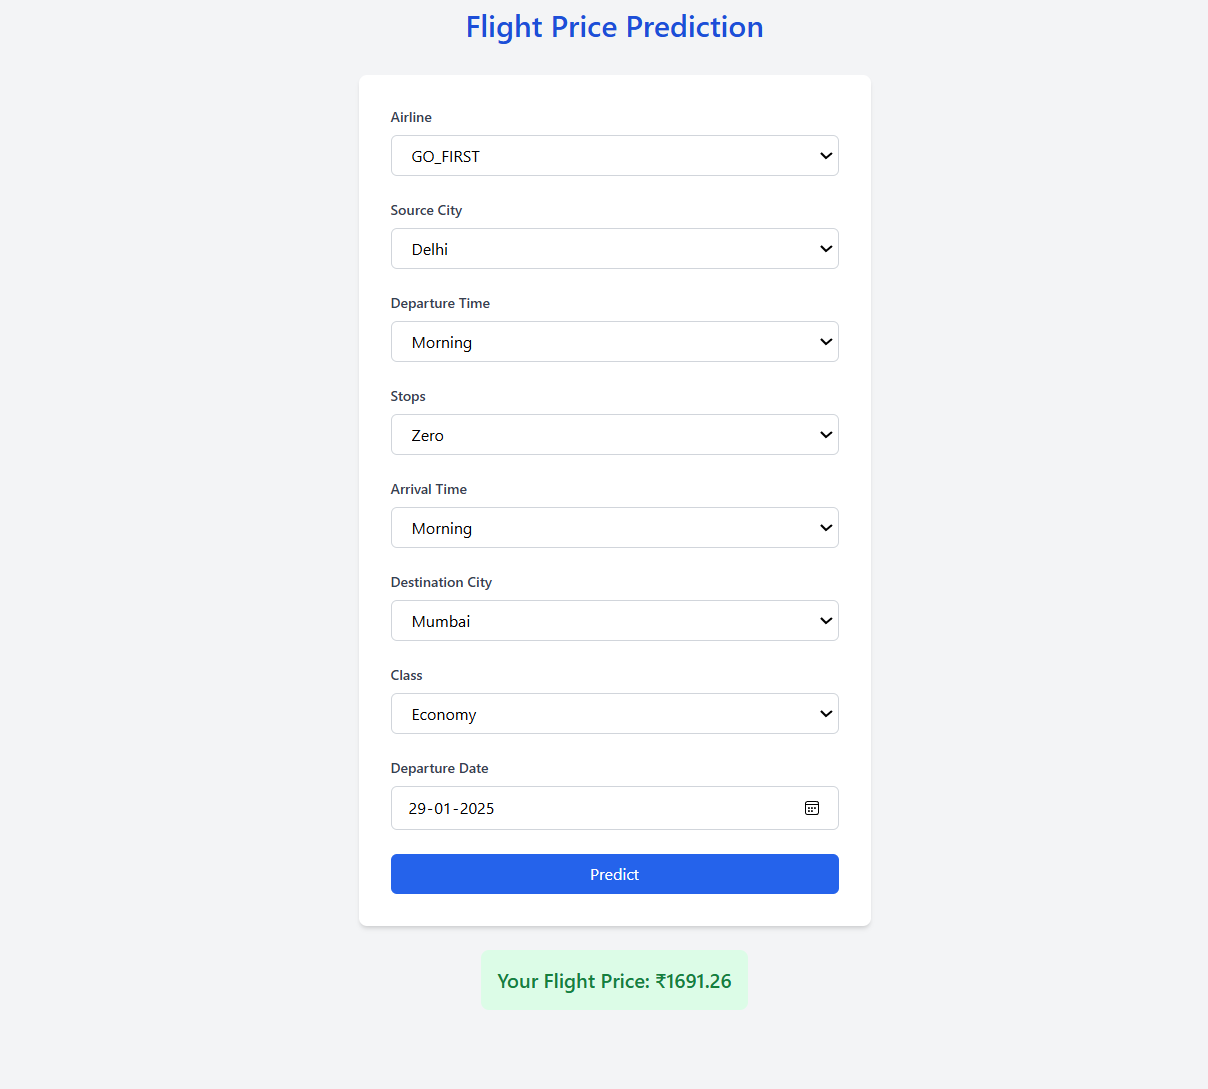 Flight Price Prediction
Airline
GO_FIRST
Source City
Delhi
Departure Time
Morning
Stops
Zero
Arrival Time
Morning
Destination City
Mumbai
Class
Economy
Departure Date
29-01-2025
Predict
Your Flight Price: ₹1691.26